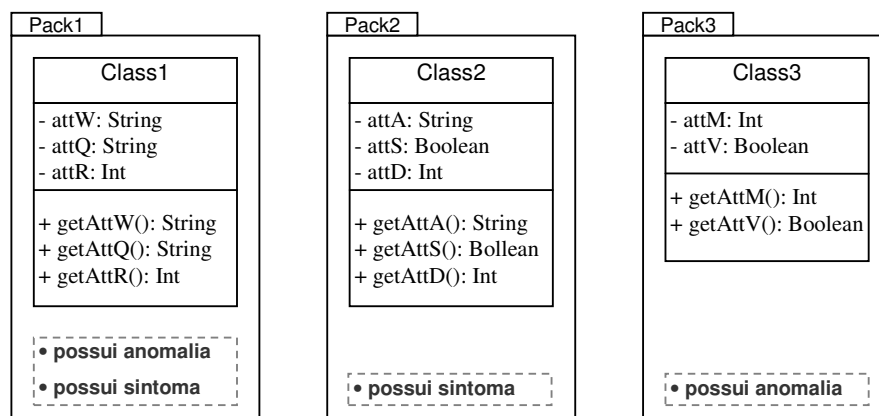 Pack1
Class1
- attW: String
- attQ: String
- attR: Int
+ getAttW(): String
+ getAttQ(): String
+ getAttR(): Int
• possui anomalia
• possui sintoma
Pack2
Class2
- attA: String
- attS: Boolean
- attD: Int
+ getAttA(): String
+ getAttS(): Bollean
+ getAttD(): Int
• possui sintoma
Pack3
Class3
- attM: Int
- attV: Boolean
+ getAttM(): Int
+ getAttV(): Boolean
• possui anomalia